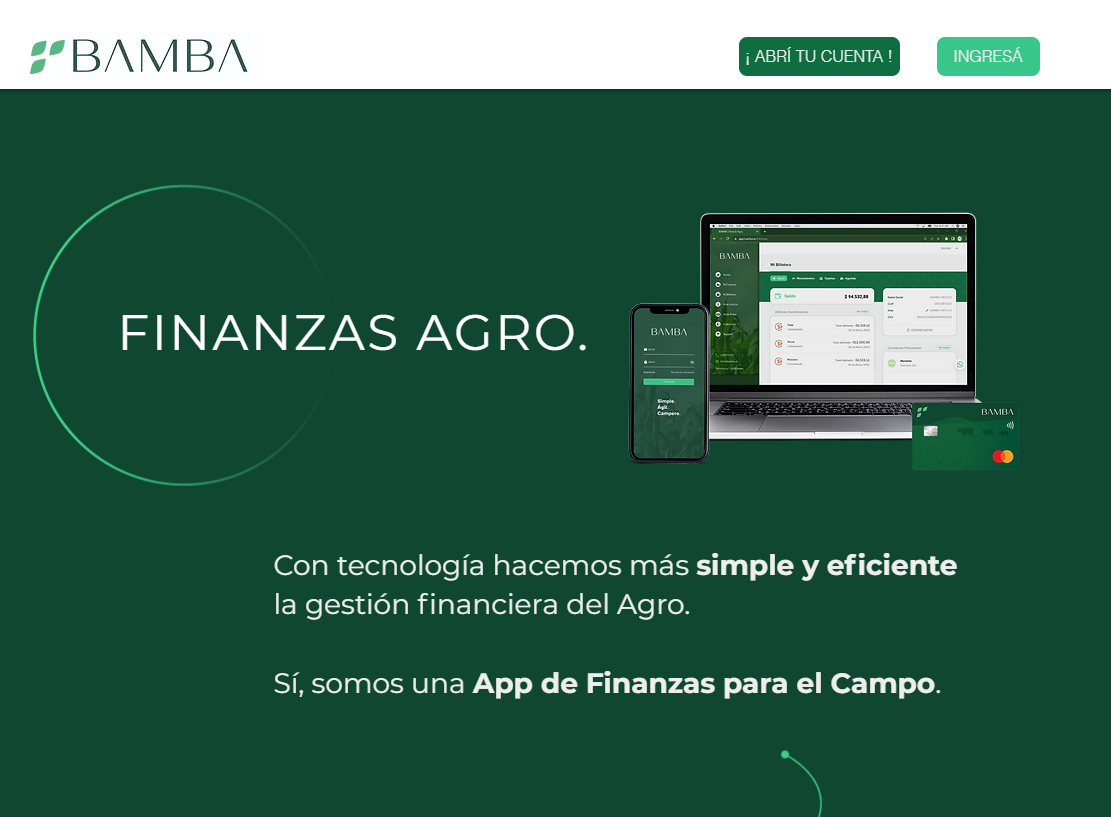 BAMBA
¡ ABRÍ TU CUENTA !
INGRESÁ
FINANZAS AGRO.
BAMBA
Mi Billetera
Saldo
$ 94.532,88
BAMBA
Simple.
Ágil.
Campero.
BAMBA
Con tecnología hacemos más simple y eficiente
la gestión financiera del Agro.
Sí, somos una App de Finanzas para el Campo.